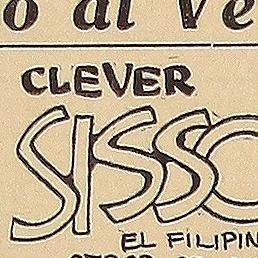 o al Ve
CLEVER
SISSO
EL FILIPIN